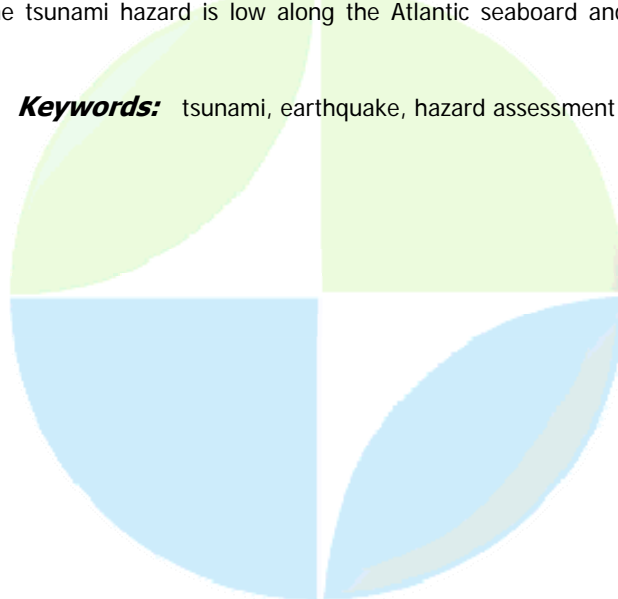 tsunami hazard is low along the Atlantic seaboard and
Keywords: tsunami, earthquake, hazard assessment